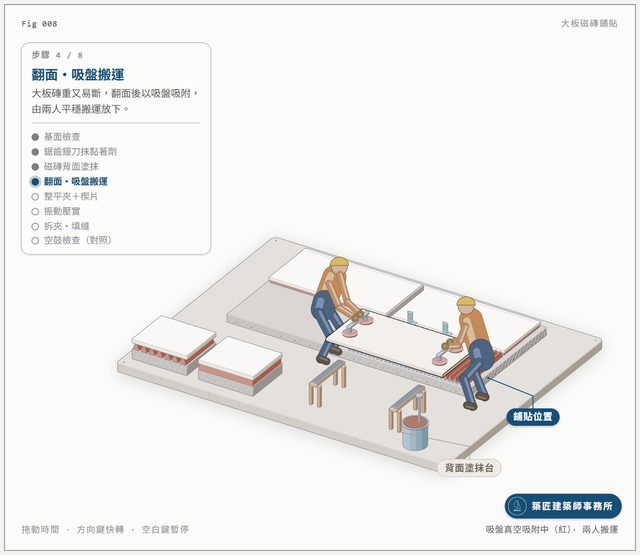 Fig 008
大板磁磚鋪貼
步驟 4 / 8
翻面・吸盤搬運
大板磚重又易斷，翻面後以吸盤吸附，
由兩人平穩搬運放下。
基面檢查
鋸齒鏝刀抹黏著劑
磁磚背面塗抹
翻面・吸盤搬運
整平夾＋楔片
振動壓實
拆夾・填縫
空鼓檢查（對照）
鋪貼位置
背面塗抹台
築匠建築師事務所
拖動時間 · 方向鍵快轉 · 空白鍵暫停
吸盤真空吸附中（紅）· 兩人搬運